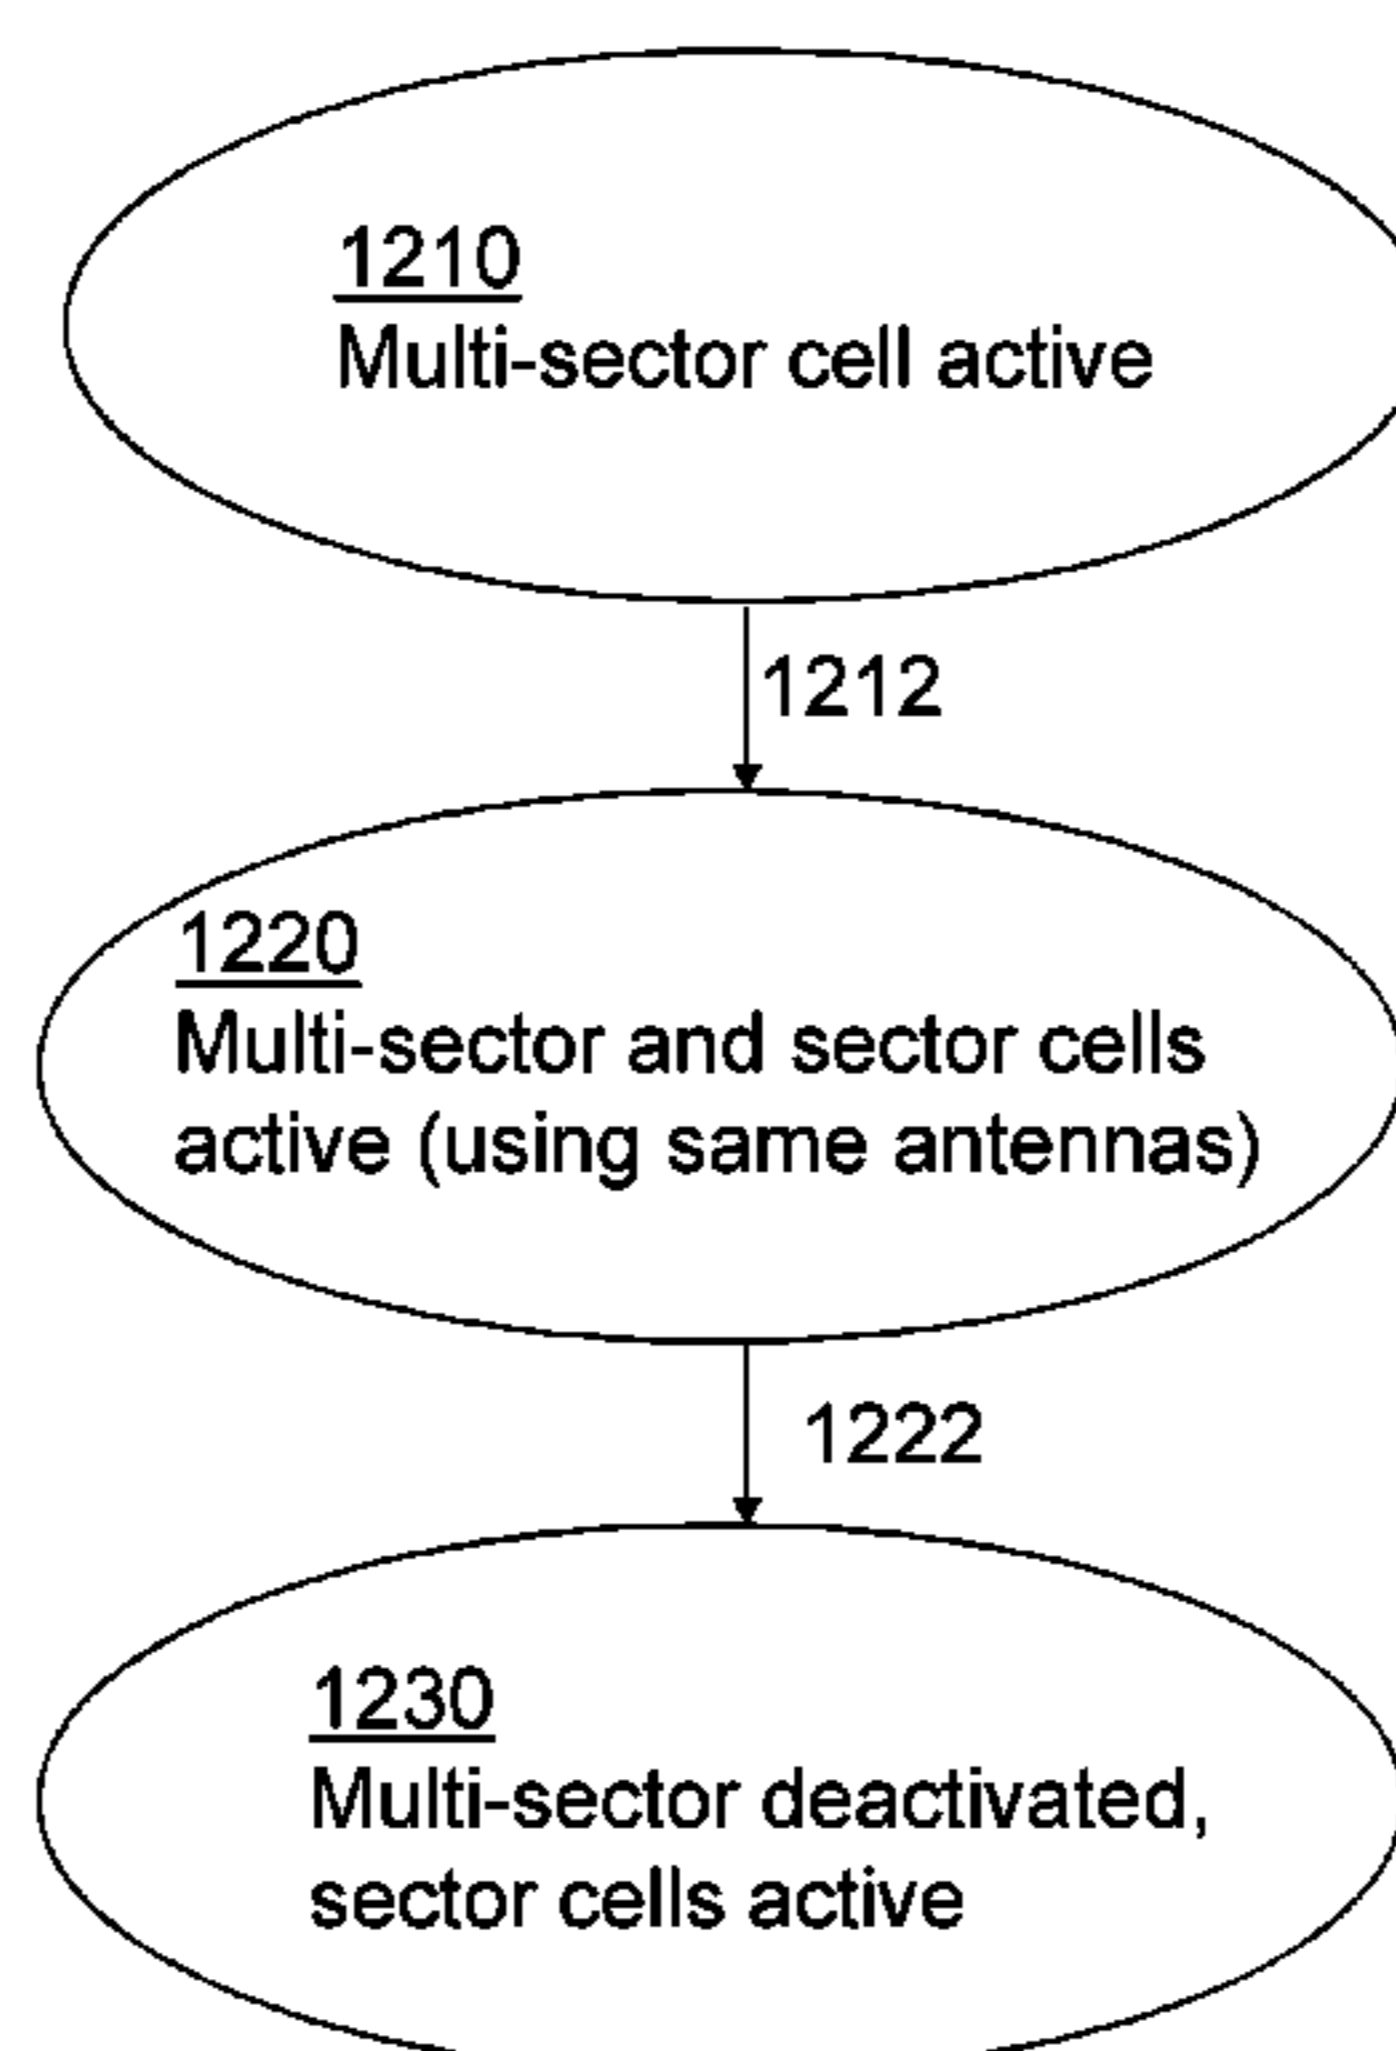 1210
Multi-sector cell active
1212
1220
Multi-sector and sector cells
active (using same antennas)
1222
1230
Multi-sector deactivated,
sector cells active